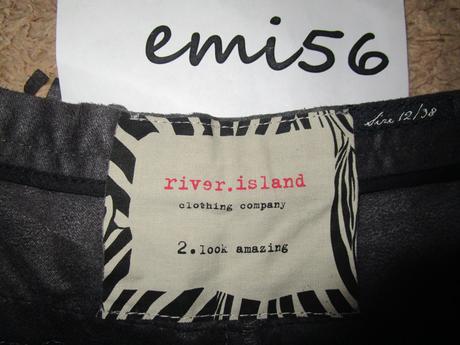 emi56
Size 12/38
river.island
clothing company
2.look amazing